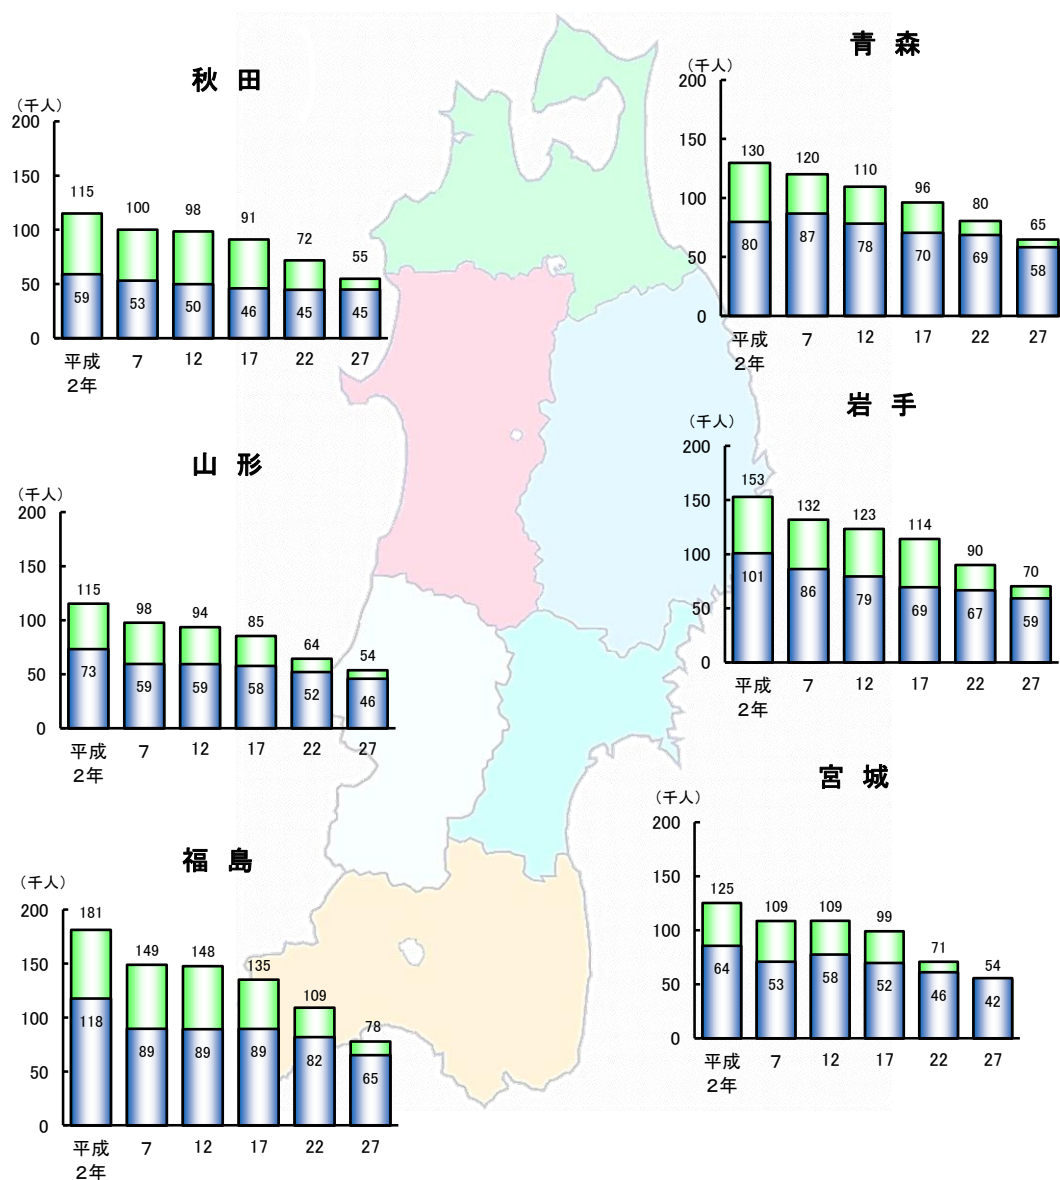 青 森
（千人）
200
150
100
50
0
130 120 110 96 80 65
80 87 78 70 69 58
平成 7 12 17 22 27
2年
秋 田
（千人）
200
150
100
50
0
115 100 98 91 72 55
59 53 50 46 45 45
平成 7 12 17 22 27
2年
岩 手
（千人）
200
150
100
50
0
153 132 123 114 90 70
101 86 79 69 67 59
平成 7 12 17 22 27
2年
山 形
（千人）
200
150
100
50
0
115 98 94 85 64 54
73 59 59 58 52 46
平成 7 12 17 22 27
2年
宮 城
（千人）
200
150
100
50
0
125 109 109 99 71 54
64 53 58 52 46 42
平成 7 12 17 22 27
2年
福 島
（千人）
200
150
100
50
0
181 149 148 135 109 78
118 89 89 89 82 65
平成 7 12 17 22 27
2年